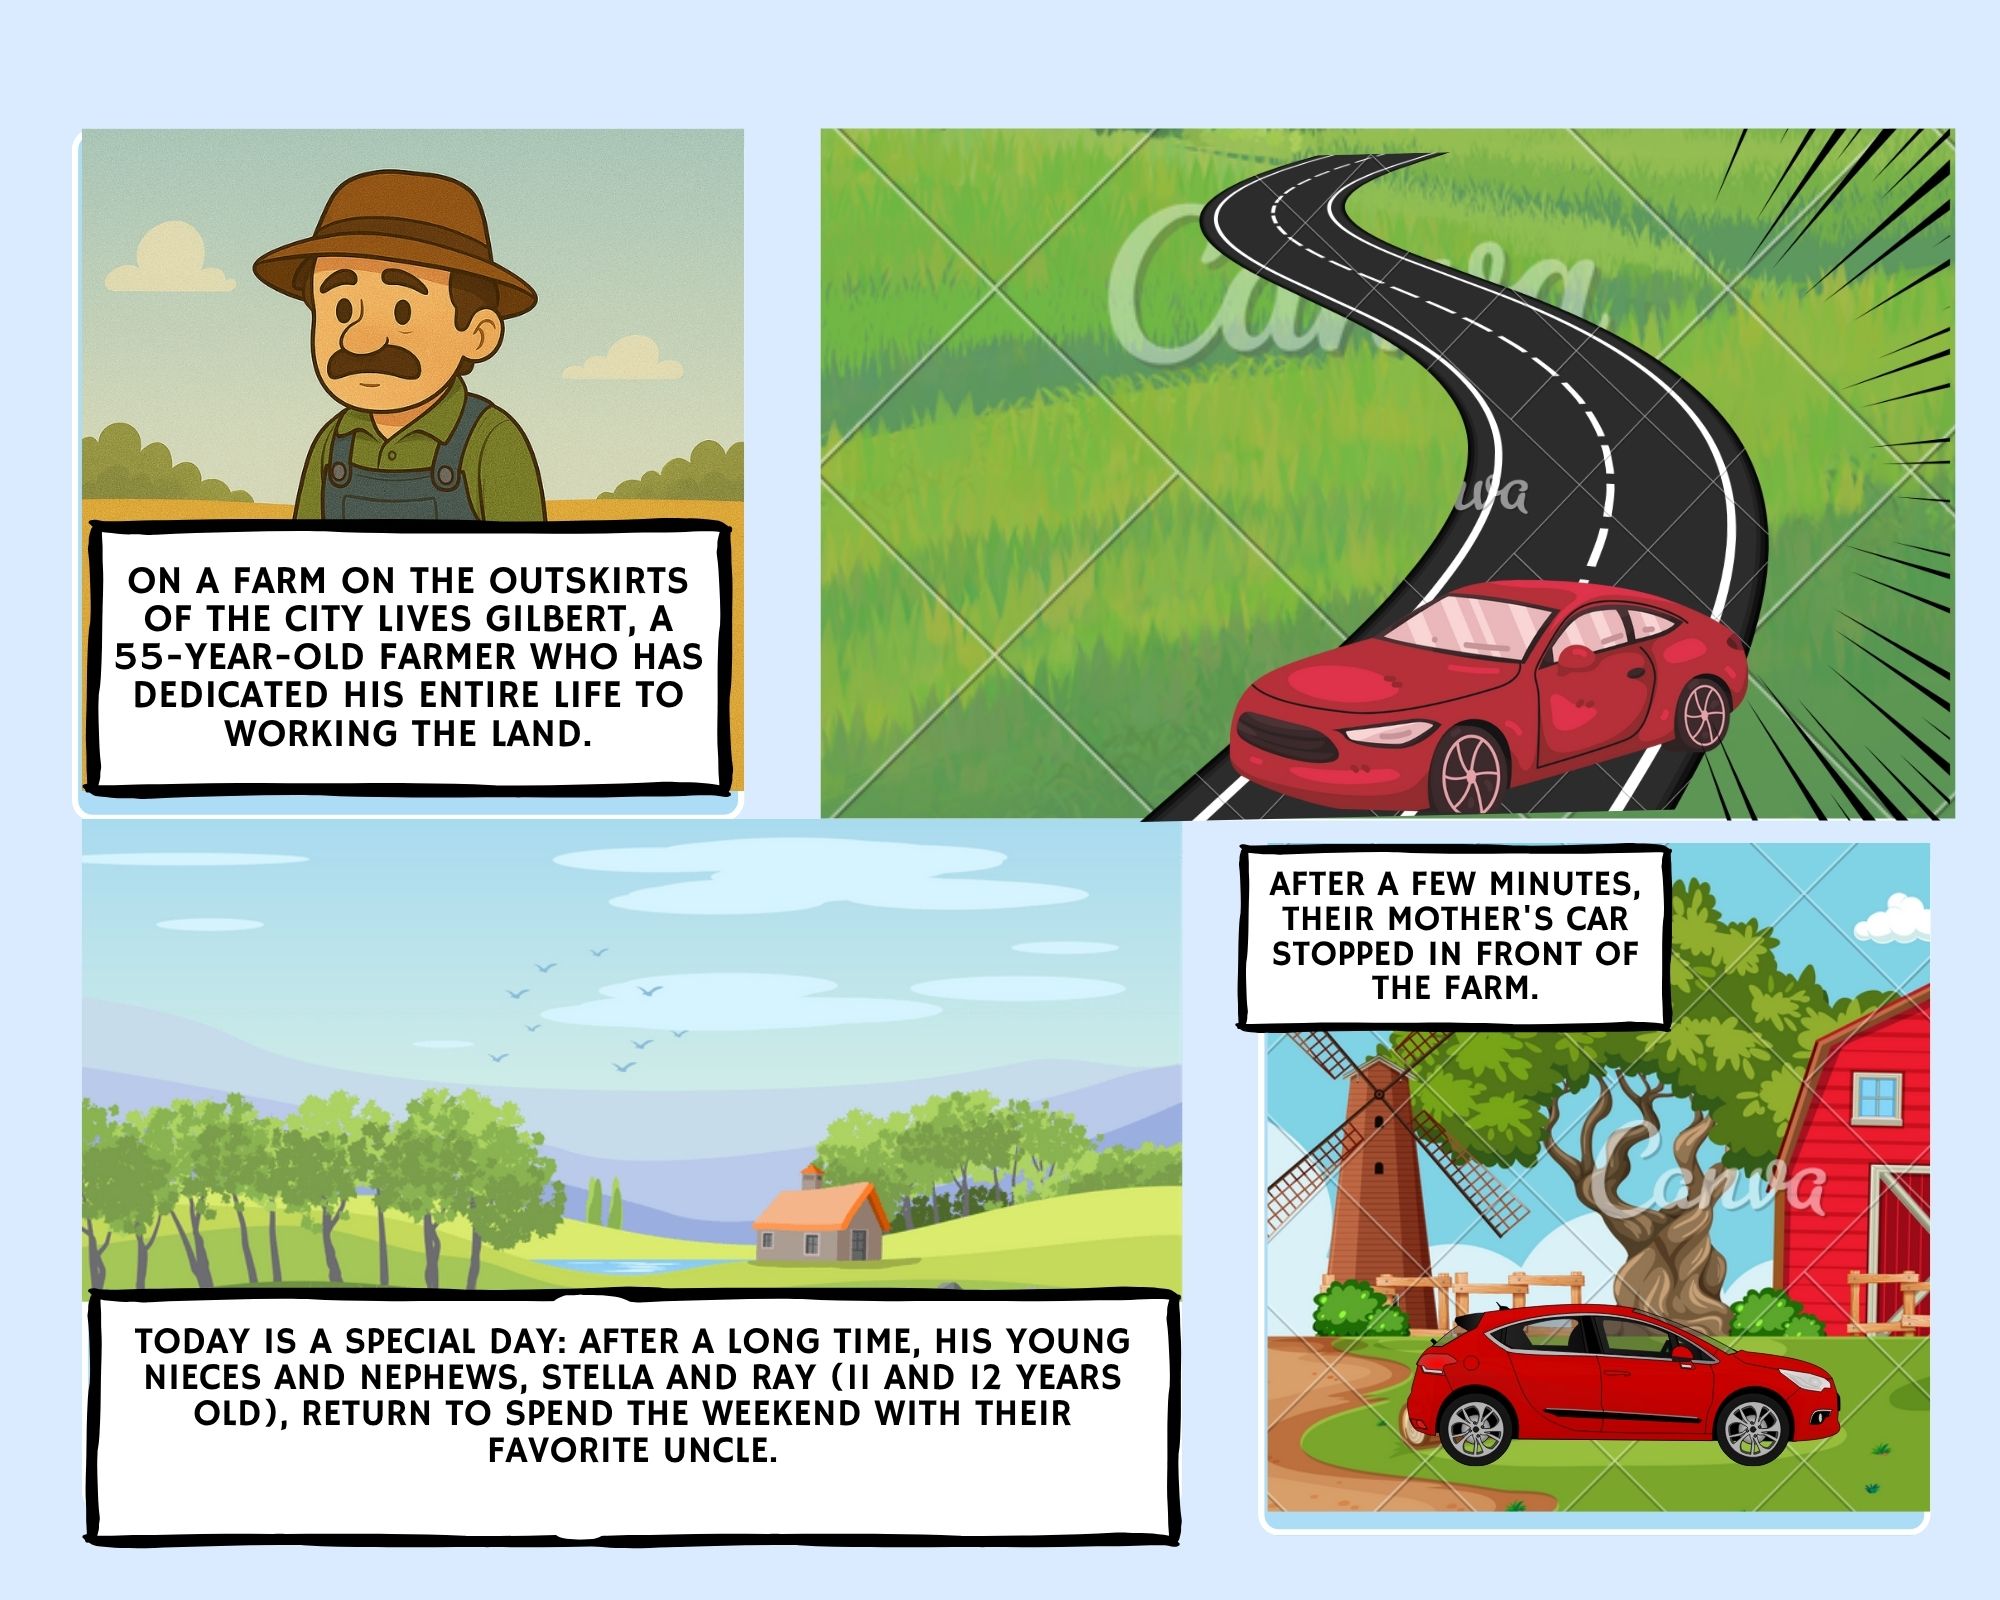 ON A FARM ON THE OUTSKIRTS
OF THE CITY LIVES GILBERT, A
55-YEAR-OLD FARMER WHO HAS
DEDICATED HIS ENTIRE LIFE TO
WORKING THE LAND.
Canva
wa
TODAY IS A SPECIAL DAY: AFTER A LONG TIME, HIS YOUNG
NIECES AND NEPHEWS, STELLA AND RAY (11 AND 12 YEARS
OLD), RETURN TO SPEND THE WEEKEND WITH THEIR
FAVORITE UNCLE.
AFTER A FEW MINUTES,
THEIR MOTHER'S CAR
STOPPED IN FRONT OF
THE FARM.
Canva